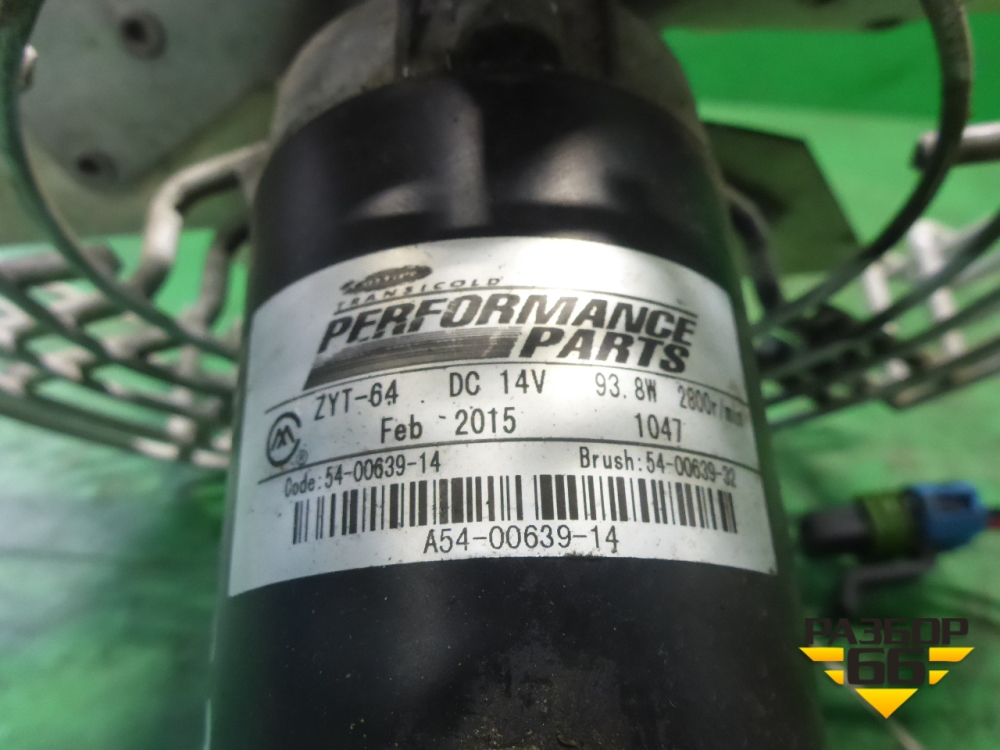 TRANSICOLD
PERFORMANCE
PARTS
ZYT-64 DC 14V 93.8W 2800r/min
Feb 2015 1047
Code:54-00639-14 Brush:54-00639-32
A54-00639-14
РАЗБОР
66